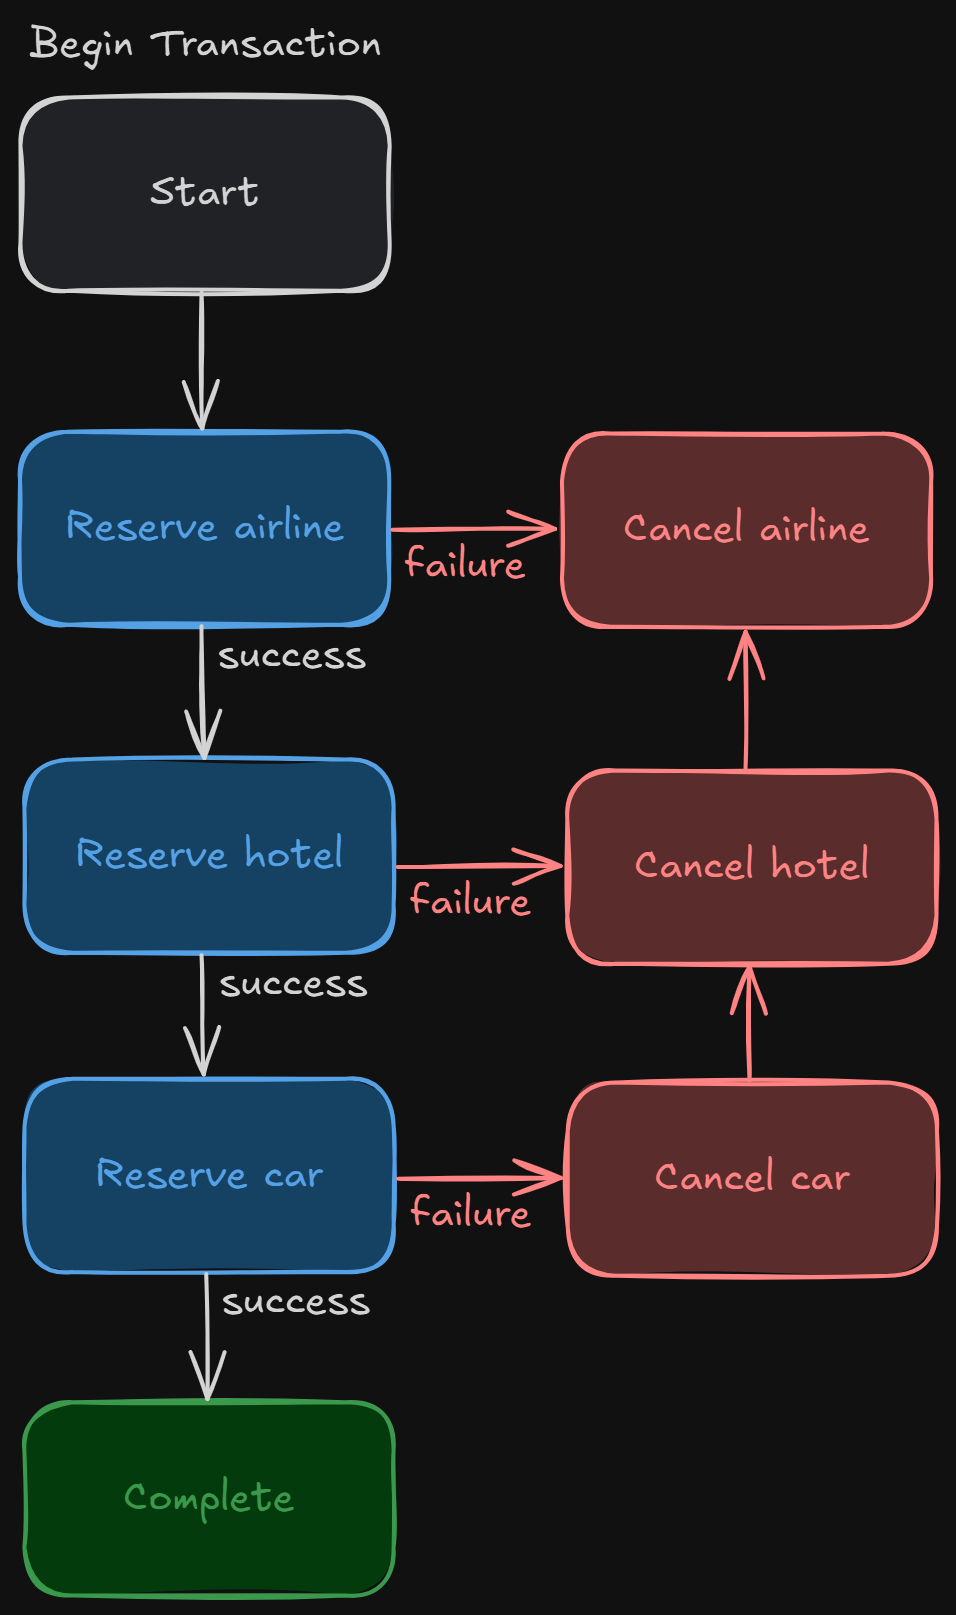 Begin Transaction
Start
Reserve airline
failure
Cancel airline
success
Reserve hotel
failure
Cancel hotel
success
Reserve car
failure
Cancel car
success
Complete